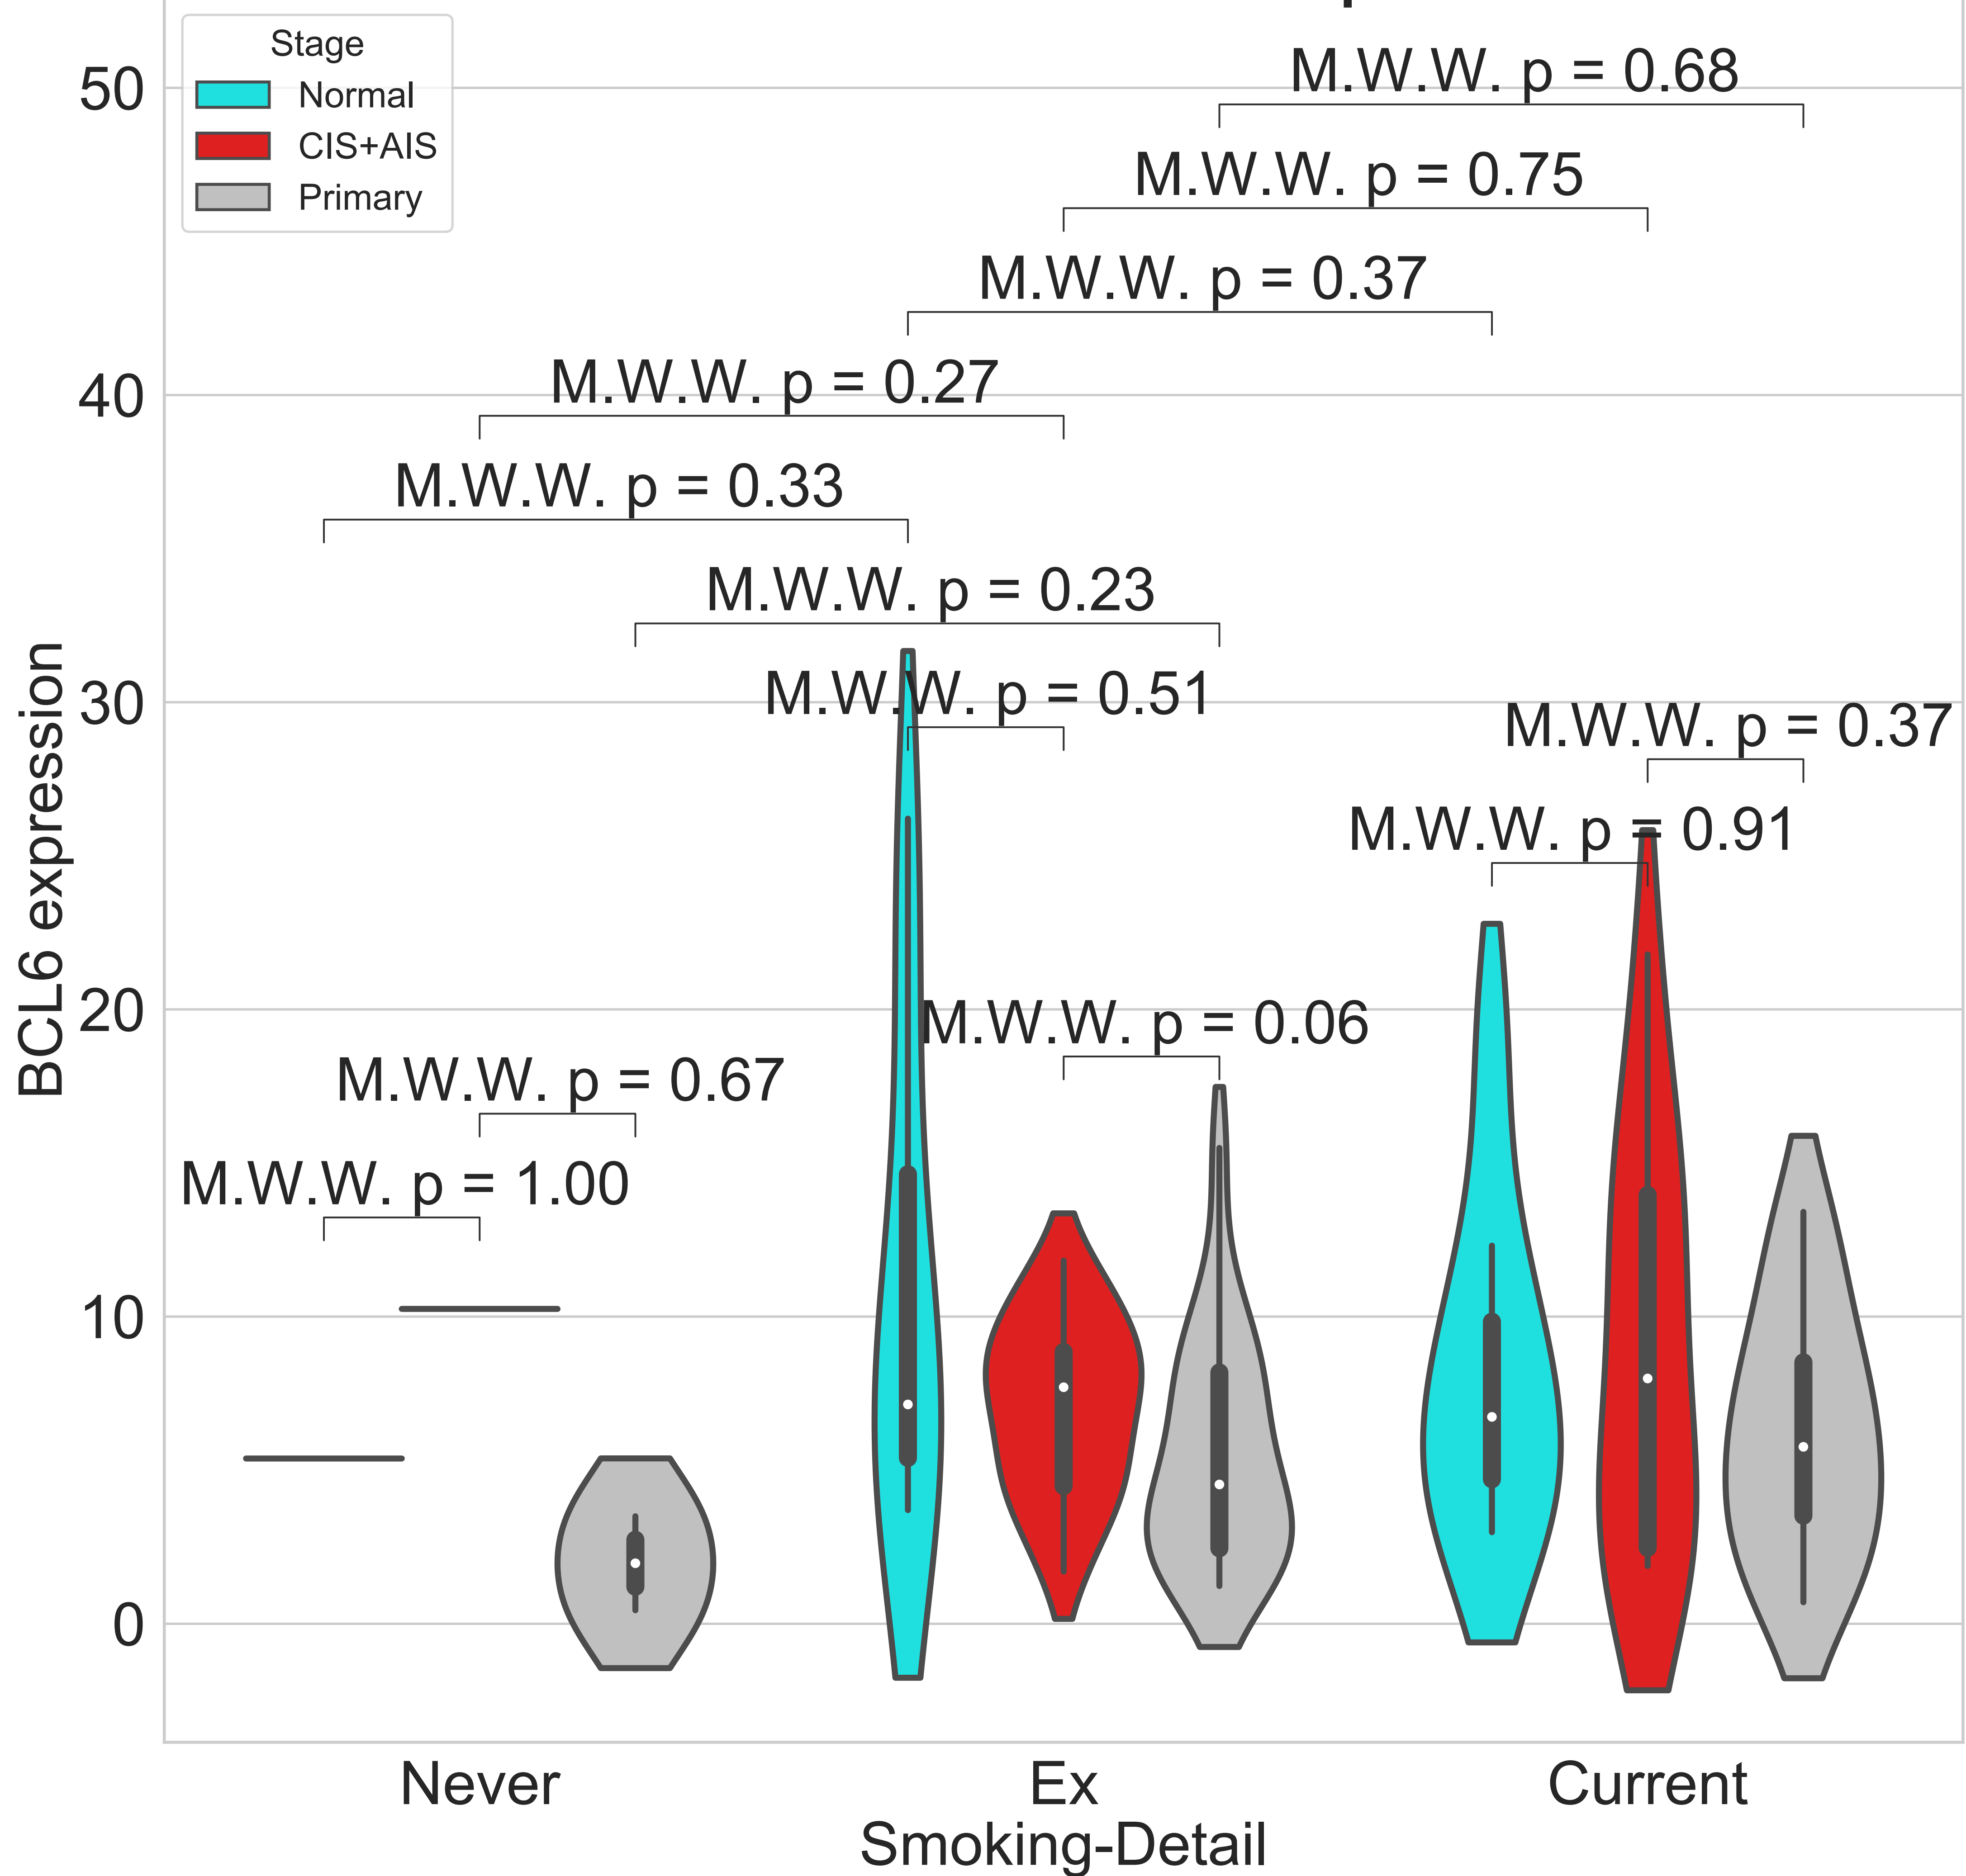 Stage
Normal
CIS+AIS
Primary
M.W.W. p = 0.68
M.W.W. p = 0.75
M.W.W. p = 0.37
M.W.W. p = 0.27
M.W.W. p = 0.33
M.W.W. p = 0.23
M.W.W. p = 0.51
M.W.W. p = 0.37
M.W.W. p = 0.91
M.W.W. p = 0.06
M.W.W. p = 0.67
M.W.W. p = 1.00
50
40
30
20
10
0
BCL6 expression
Never
Ex
Current
Smoking-Detail